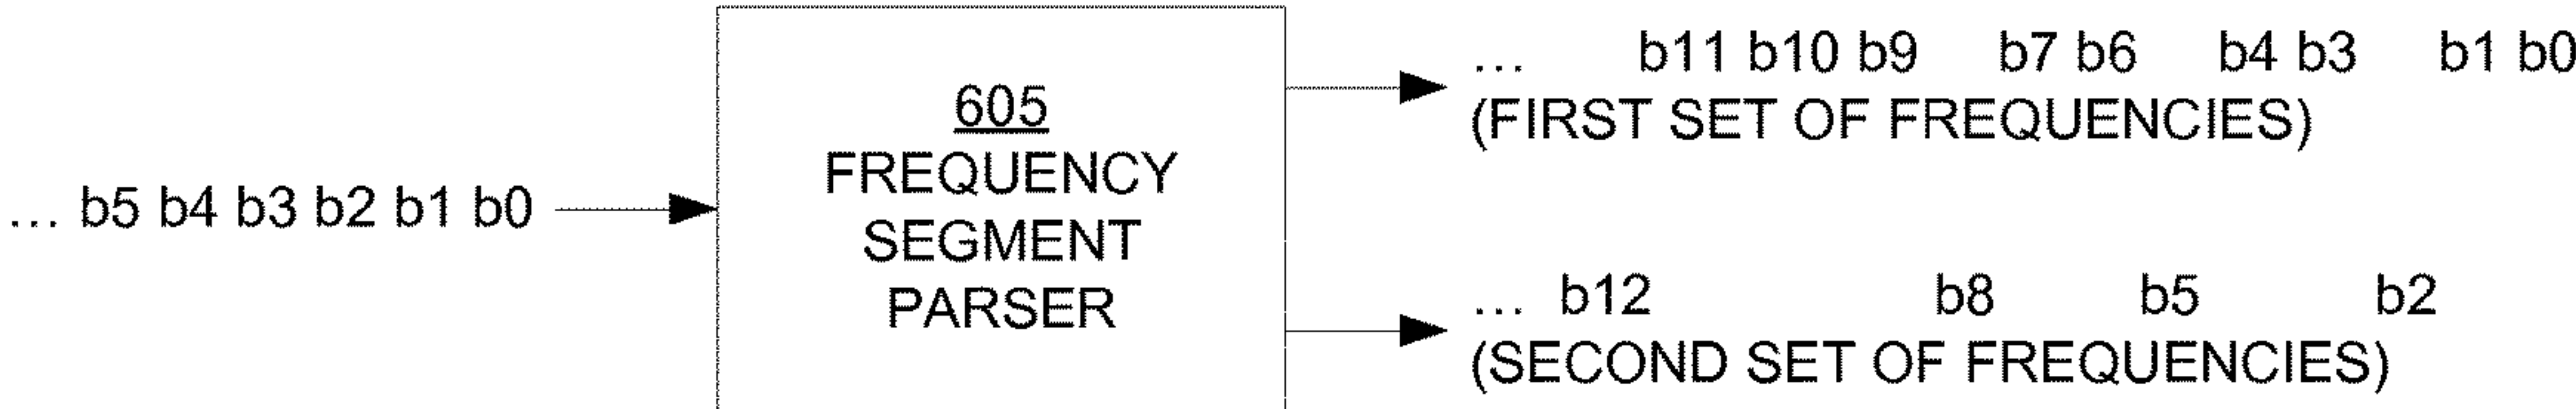 … b5 b4 b3 b2 b1 b0
605
FREQUENCY
SEGMENT
PARSER
… b11 b10 b9 b7 b6 b4 b3 b1 b0
(FIRST SET OF FREQUENCIES)
… b12 b8 b5 b2
(SECOND SET OF FREQUENCIES)